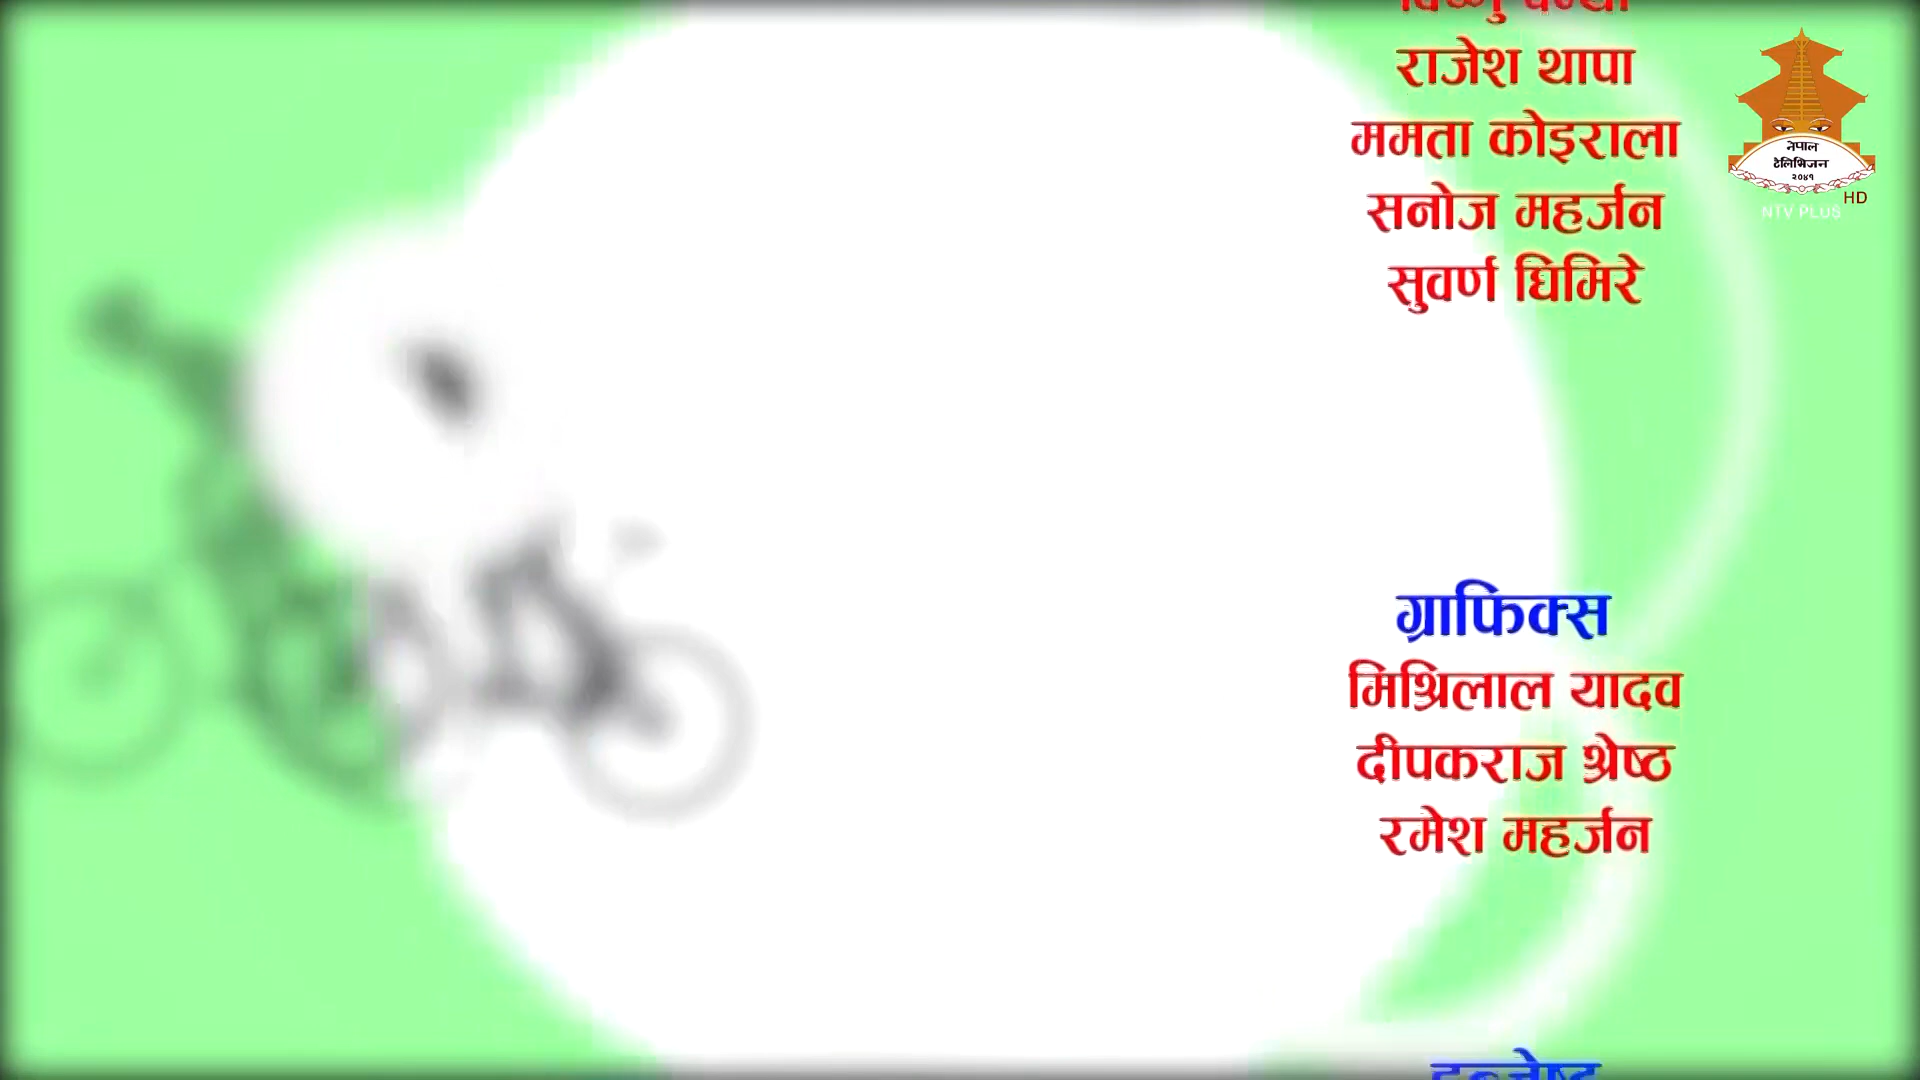 राजेश थापा
ममता कोइराला
सनोज महर्जन
सुवर्ण घिमिरे
नेपाल
टेलिभिजन
२०४१
HD
NTV PLUS
ग्राफिक्स
मिश्रिलाल यादव
दीपकराज श्रेष्ठ
रमेश महर्जन